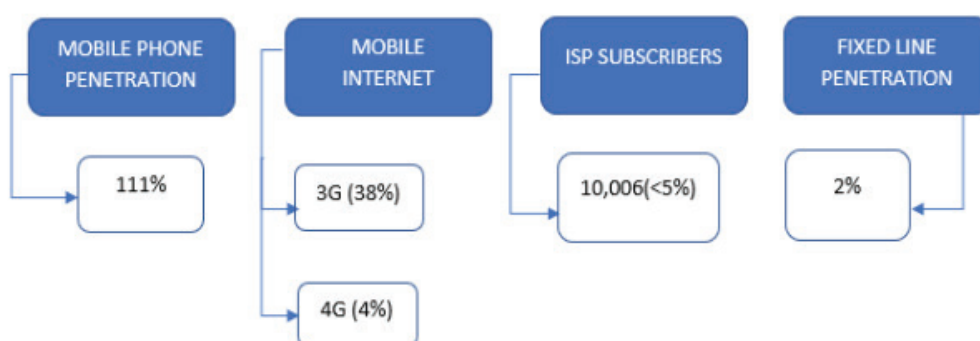 MOBILE PHONE
PENETRATION
111%
MOBILE
INTERNET
3G (38%)
4G (4%)
ISP SUBSCRIBERS
10,006(<5%)
FIXED LINE
PENETRATION
2%